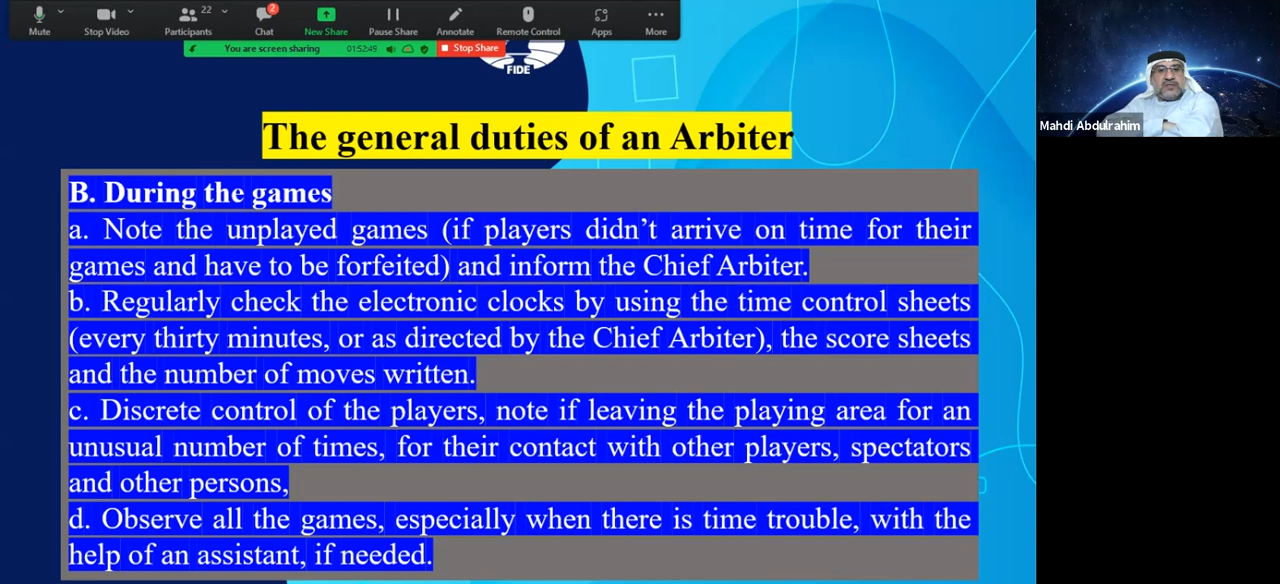 22
2
Mute
Stop Video
Participants
Chat
New Share
Pause Share
Annotate
Remote Control
Apps
More
You are screen sharing
01:52:49
Stop Share
FIDE
Mahdi Abdulrahim
The general duties of an Arbiter
B. During the games
a. Note the unplayed games (if players didn’t arrive on time for their
games and have to be forfeited) and inform the Chief Arbiter.
b. Regularly check the electronic clocks by using the time control sheets
(every thirty minutes, or as directed by the Chief Arbiter), the score sheets
and the number of moves written.
c. Discrete control of the players, note if leaving the playing area for an
unusual number of times, for their contact with other players, spectators
and other persons,
d. Observe all the games, especially when there is time trouble, with the
help of an assistant, if needed.